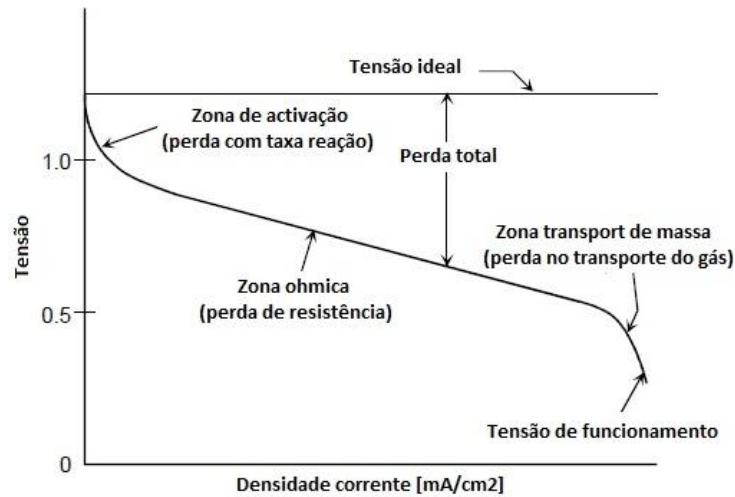 Tensão ideal
Zona de activação
(perda com taxa reação)
1.0
Perda total
Zona transport de massa
(perda no transporte do gás)
Tensão
Zona ohmica
(perda de resistência)
0.5
Tensão de funcionamento
0
Densidade corrente [mA/cm2]